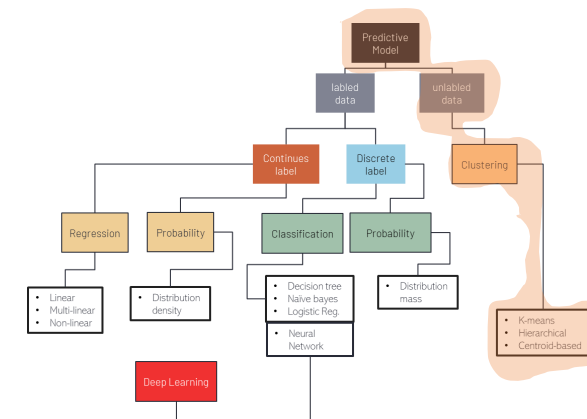 Predictive
Model
labled
data
unlabled
data
Continues
label
Discrete
label
Clustering
Regression
Probability
Classification
Probability
• Linear
• Multi-linear
• Non-linear
• Distribution
density
• Decision tree
• Naïve bayes
• Logistic Reg.
• Distribution
mass
• Neural
Network
• K-means
• Hierarchical
• Centroid-based
Deep Learning